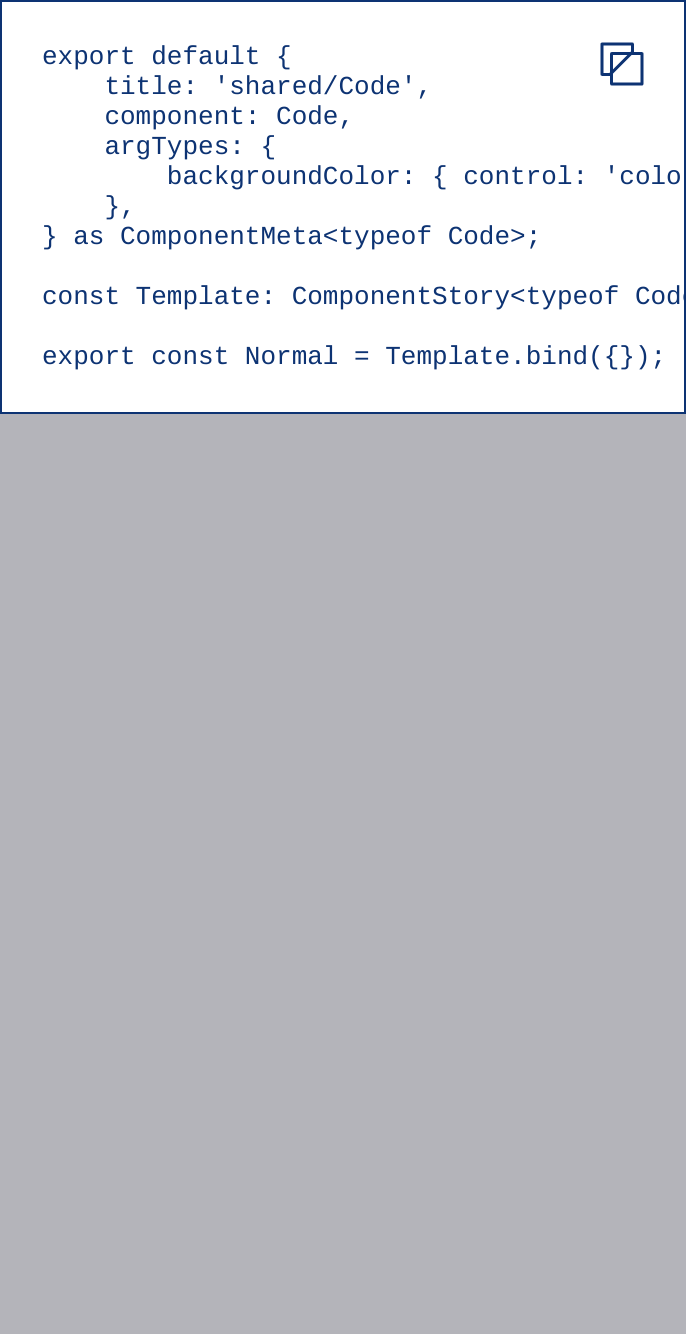 export default {
    title: 'shared/Code',
    component: Code,
    argTypes: {
        backgroundColor: { control: 'colo
    },
} as ComponentMeta<typeof Code>;

const Template: ComponentStory<typeof Cod

export const Normal = Template.bind({});